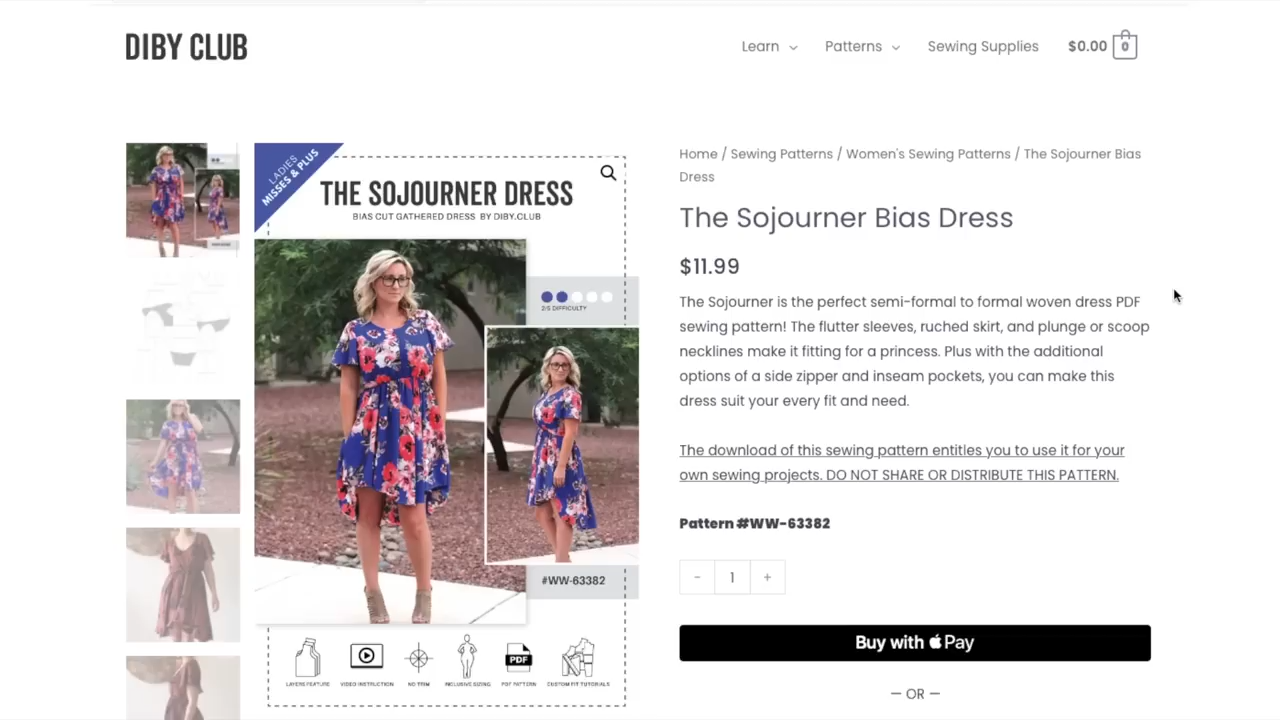 DIBY CLUB
Learn
Patterns
Sewing Supplies
$0.00
0
LADIES
MISSES & PLUS
THE SOJOURNER DRESS
BIAS CUT GATHERED DRESS BY DIBY.CLUB
2/5 DIFFICULTY
#WW-63382
LAYERS FEATURE
VIDEO INSTRUCTION
NO TRIM
INCLUSIVE SIZING
PDF
PDF PATTERN
CUSTOM FIT TUTORIALS
Home / Sewing Patterns / Women's Sewing Patterns / The Sojourner Bias
Dress
The Sojourner Bias Dress
$11.99
The Sojourner is the perfect semi-formal to formal woven dress PDF
sewing pattern! The flutter sleeves, ruched skirt, and plunge or scoop
necklines make it fitting for a princess. Plus with the additional
options of a side zipper and inseam pockets, you can make this
dress suit your every fit and need.
The download of this sewing pattern entitles you to use it for your
own sewing projects. DO NOT SHARE OR DISTRIBUTE THIS PATTERN.
Pattern #WW-63382
- 1 +
Buy with Pay
— OR —